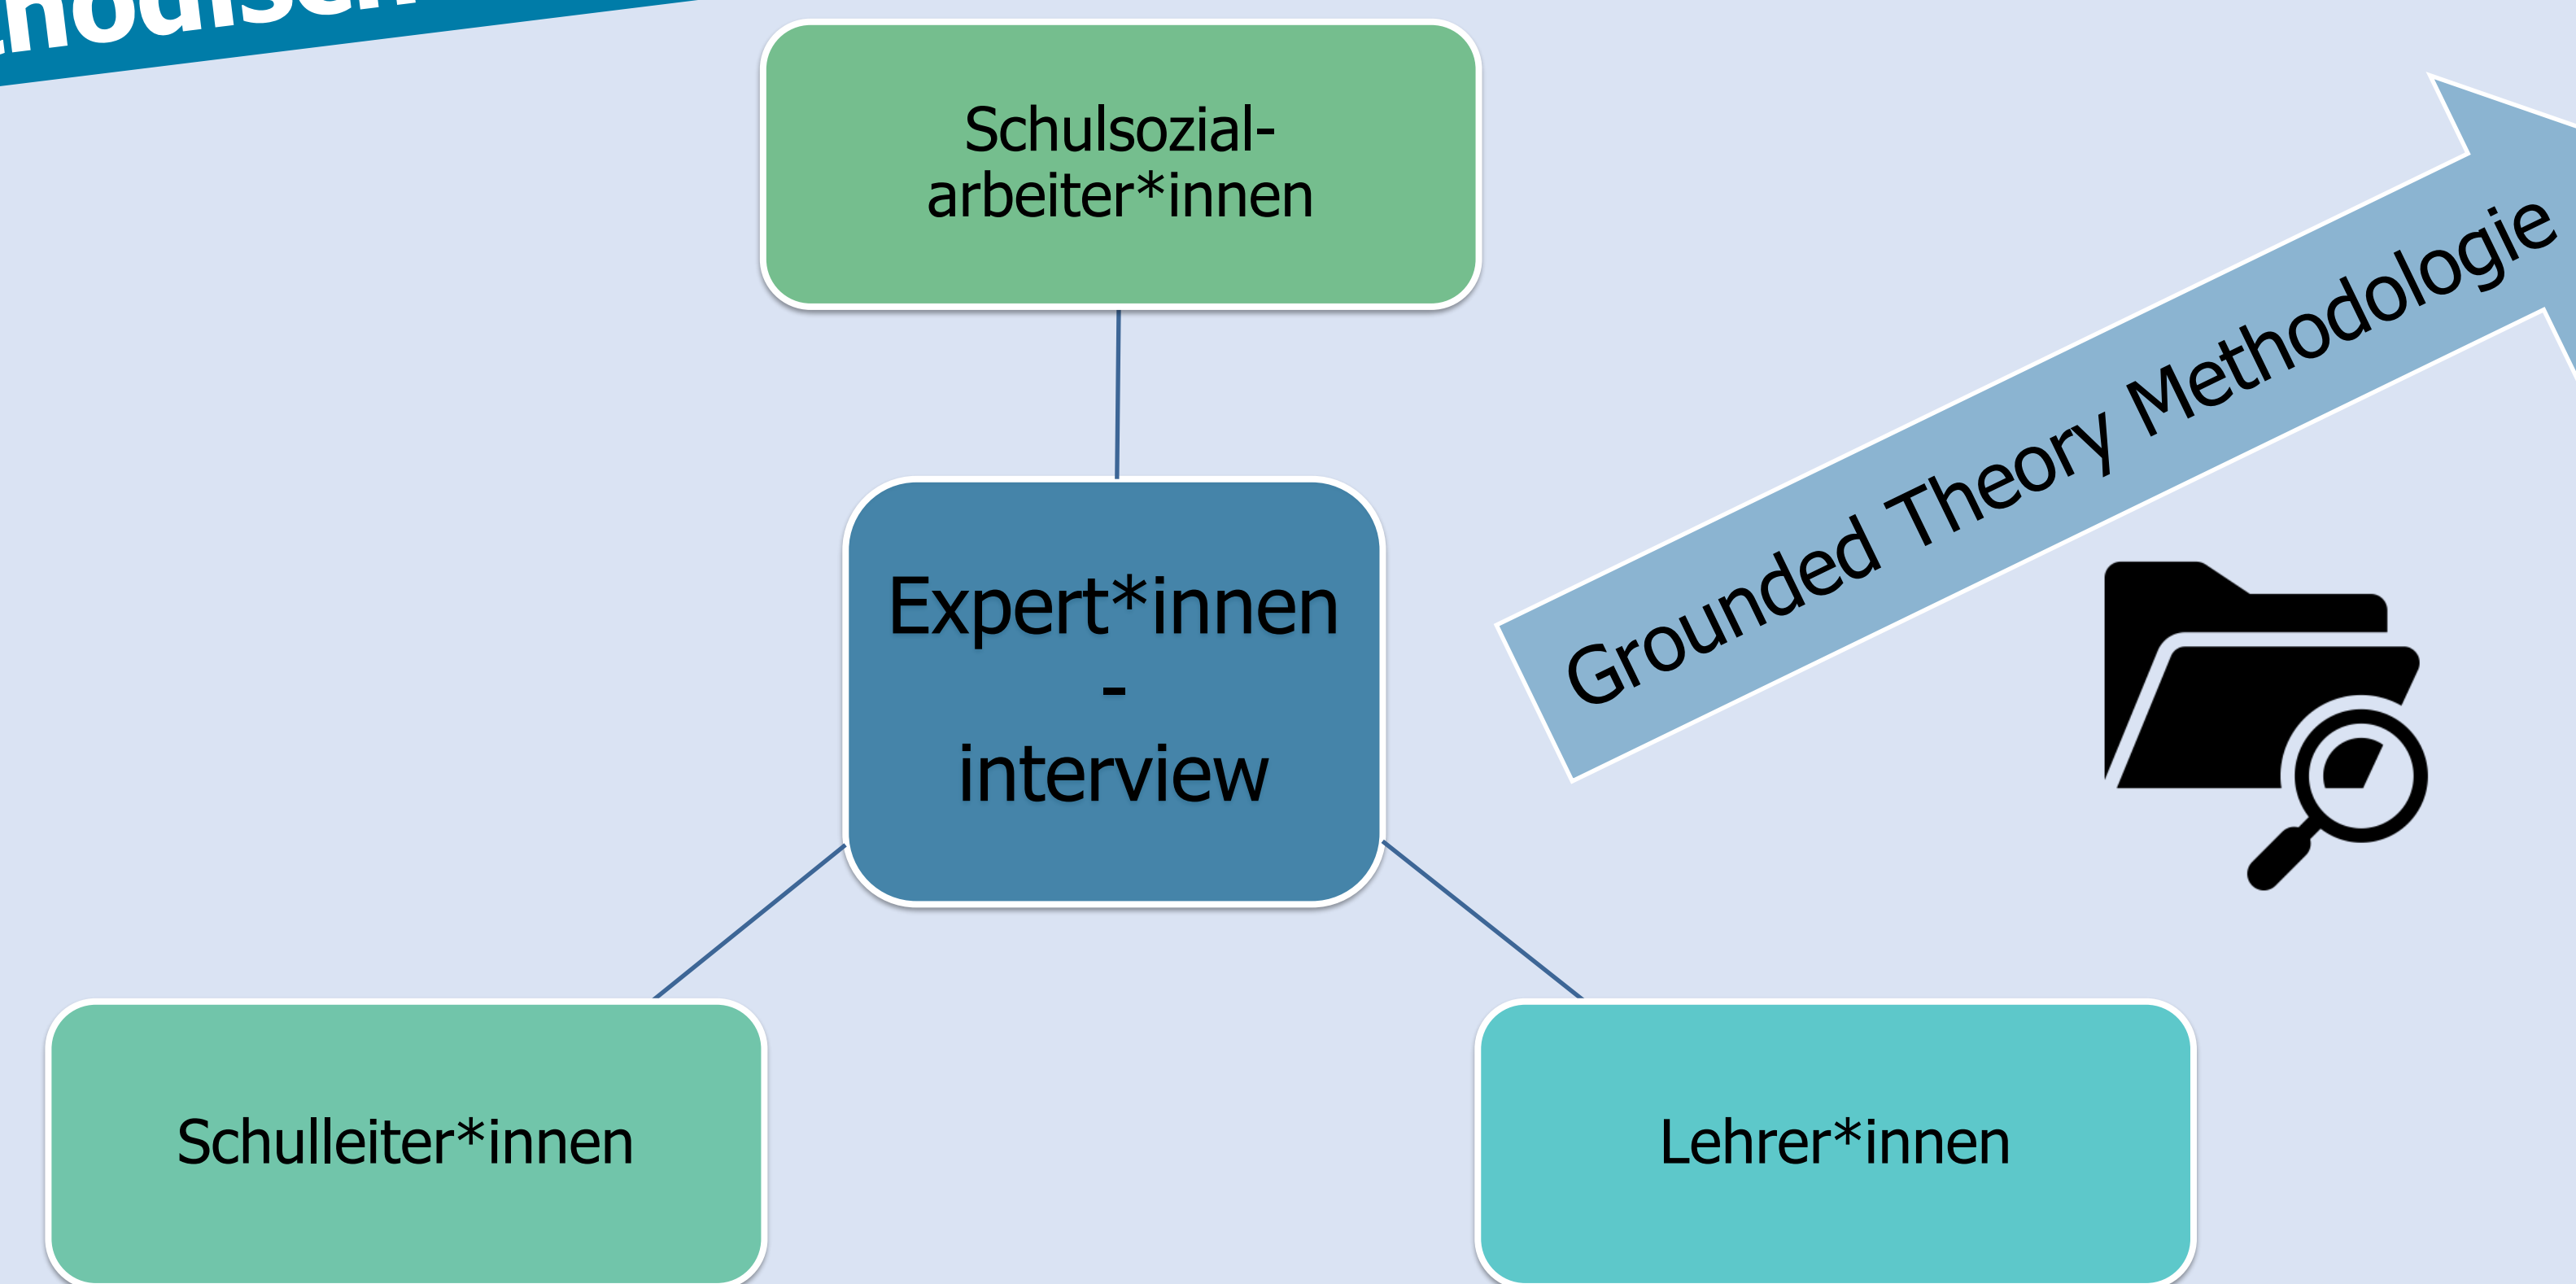 Schulsozial-
arbeiter*innen
Grounded Theory Methodologie
Expert*innen
-
interview
Schulleiter*innen
Lehrer*innen